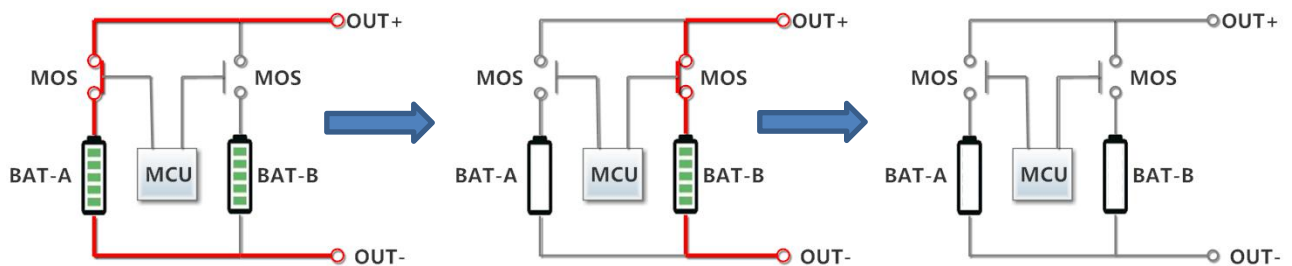 OUT+
MOS
MOS
BAT-A
MCU
BAT-B
OUT-
OUT+
MOS
MOS
BAT-A
MCU
BAT-B
OUT-
OUT+
MOS
MOS
BAT-A
MCU
BAT-B
OUT-